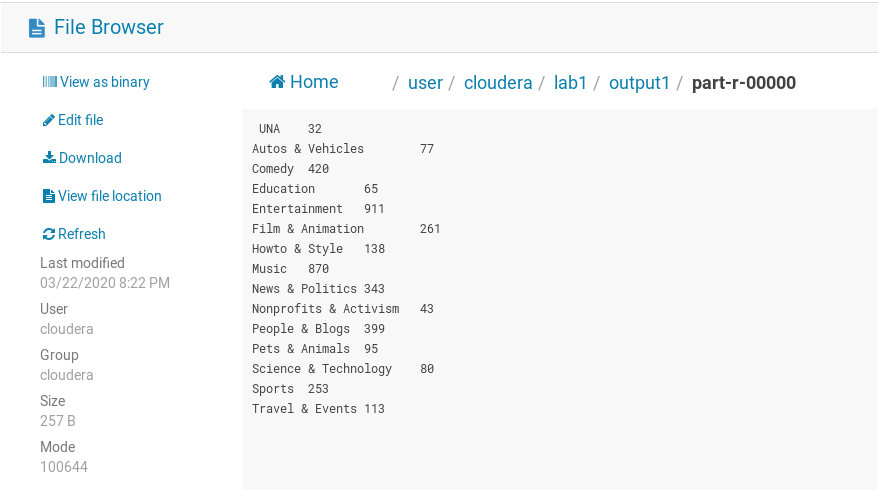 File Browser
View as binary
Edit file
Download
View file location
Refresh
Last modified
03/22/2020 8:22 PM
User
cloudera
Group
cloudera
Size
257 B
Mode
100644
Home / user / cloudera / lab1 / output1 / part-r-00000
UNA 32
Autos & Vehicles 77
Comedy 420
Education 65
Entertainment 911
Film & Animation 261
Howto & Style 138
Music 870
News & Politics 343
Nonprofits & Activism 43
People & Blogs 399
Pets & Animals 95
Science & Technology 80
Sports 253
Travel & Events 113